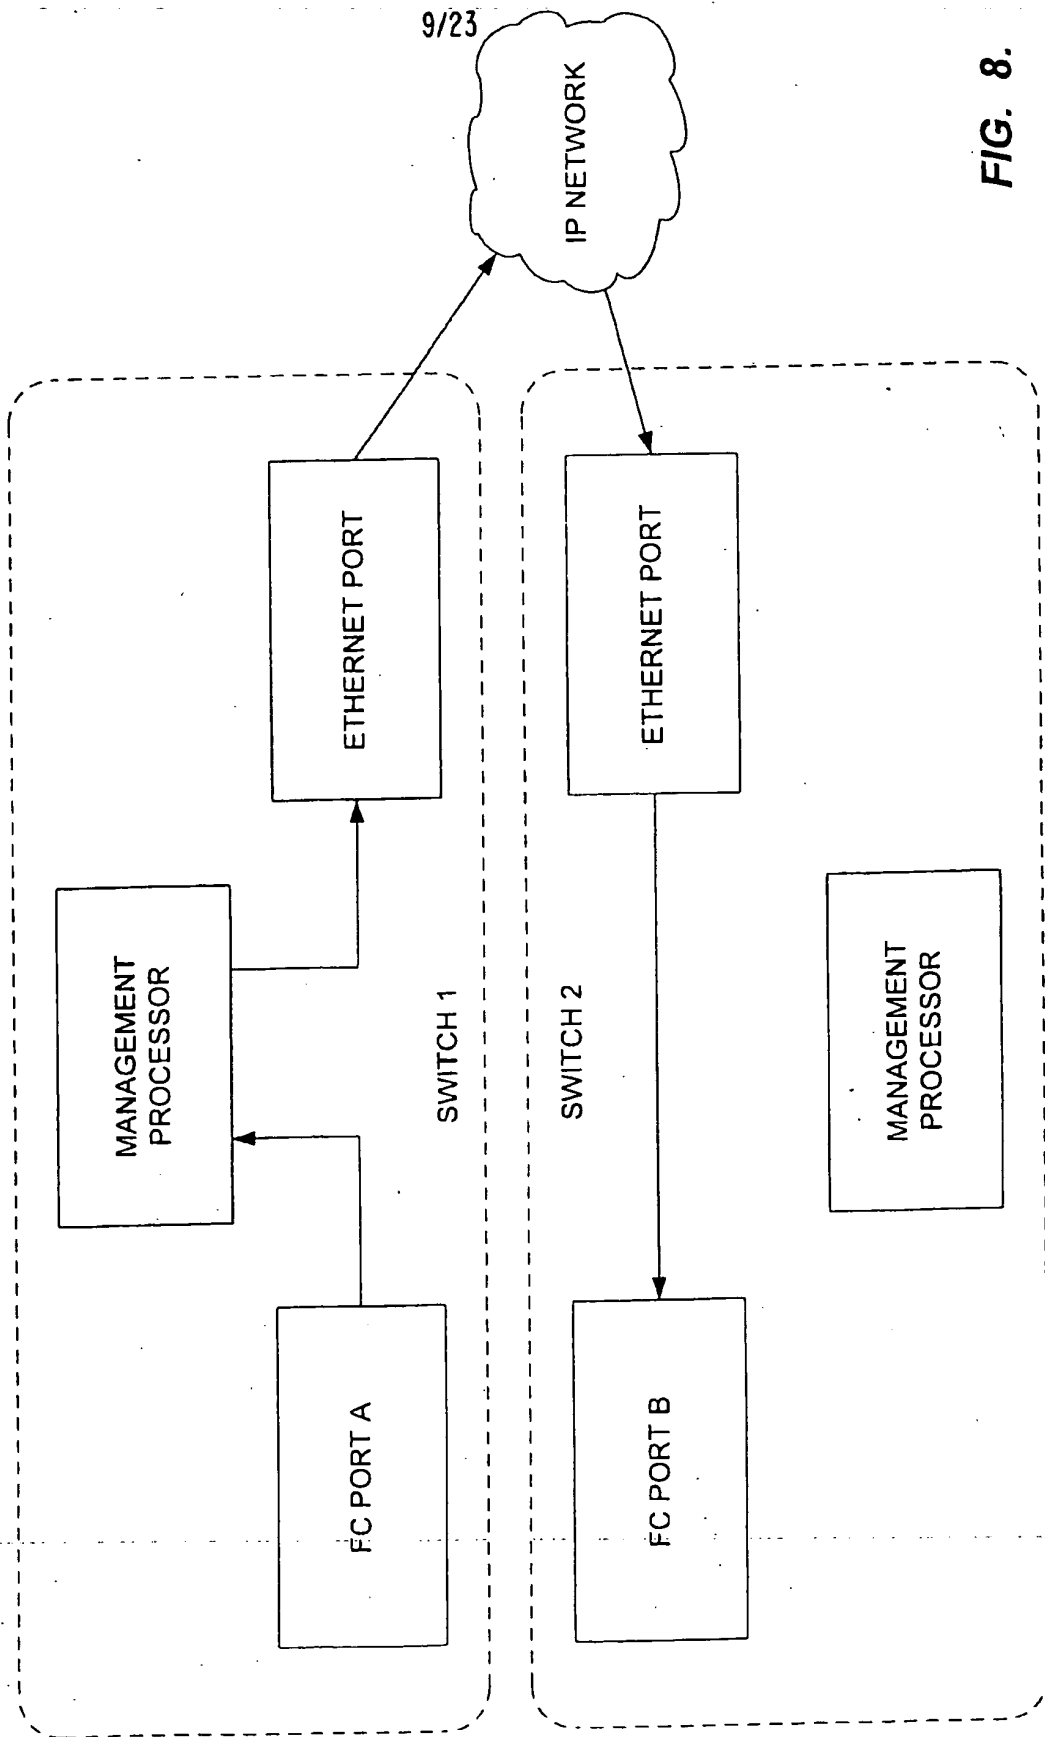 9/23
MANAGEMENT
PROCESSOR
FC PORT A
ETHERNET PORT
SWITCH 1
IP NETWORK
SWITCH 2
FC PORT B
ETHERNET PORT
MANAGEMENT
PROCESSOR
FIG. 8.